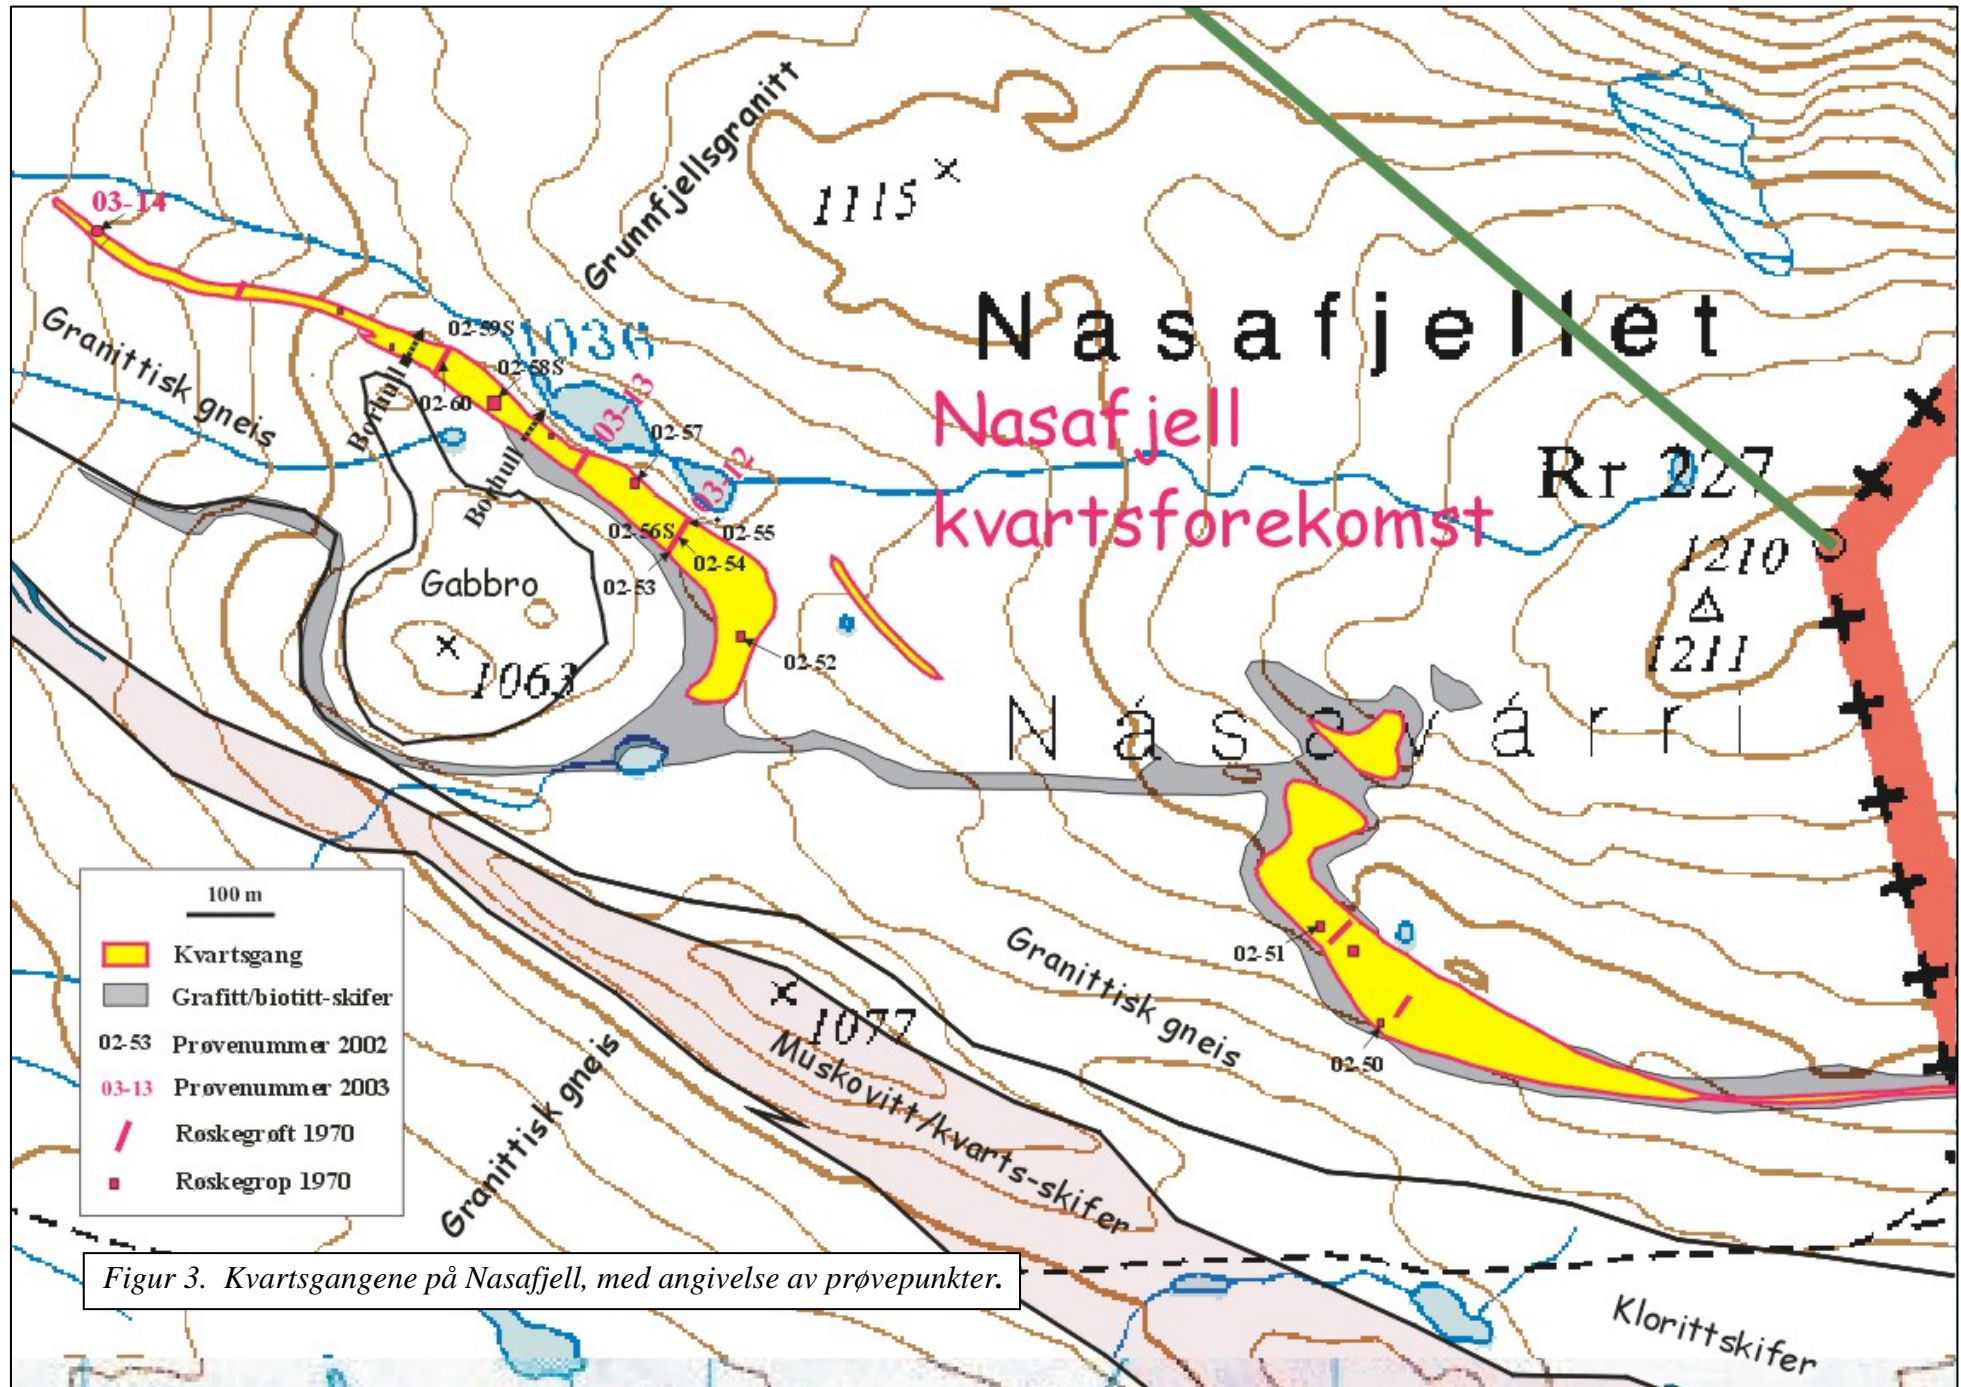 Grunnfjellsgranitt
1115
03-14
Granittisk gneis
02-59S
1036
Nasafjellet
02-58S
Borhull
02-60
03-13
Nasafjell
02-57
Borhull
03-12
Rr 227
kvartsforekomst
02-56S
02-55
02-54
02-53
1210
Gabbro
1211
02-52
1063
Násavárri
100 m
Kvartsgang
Grafitt/biotitt-skifer
02-53 Prøvenummer 2002
03-13 Prøvenummer 2003
Røskegrøft 1970
Røskegrop 1970
02-51
Granittisk gneis
1077
Muskovitt/kvarts-skifer
02-50
Granittisk gneis
Figur 3. Kvartsgangene på Nasafjell, med angivelse av prøvepunkter.
Klorittskifer